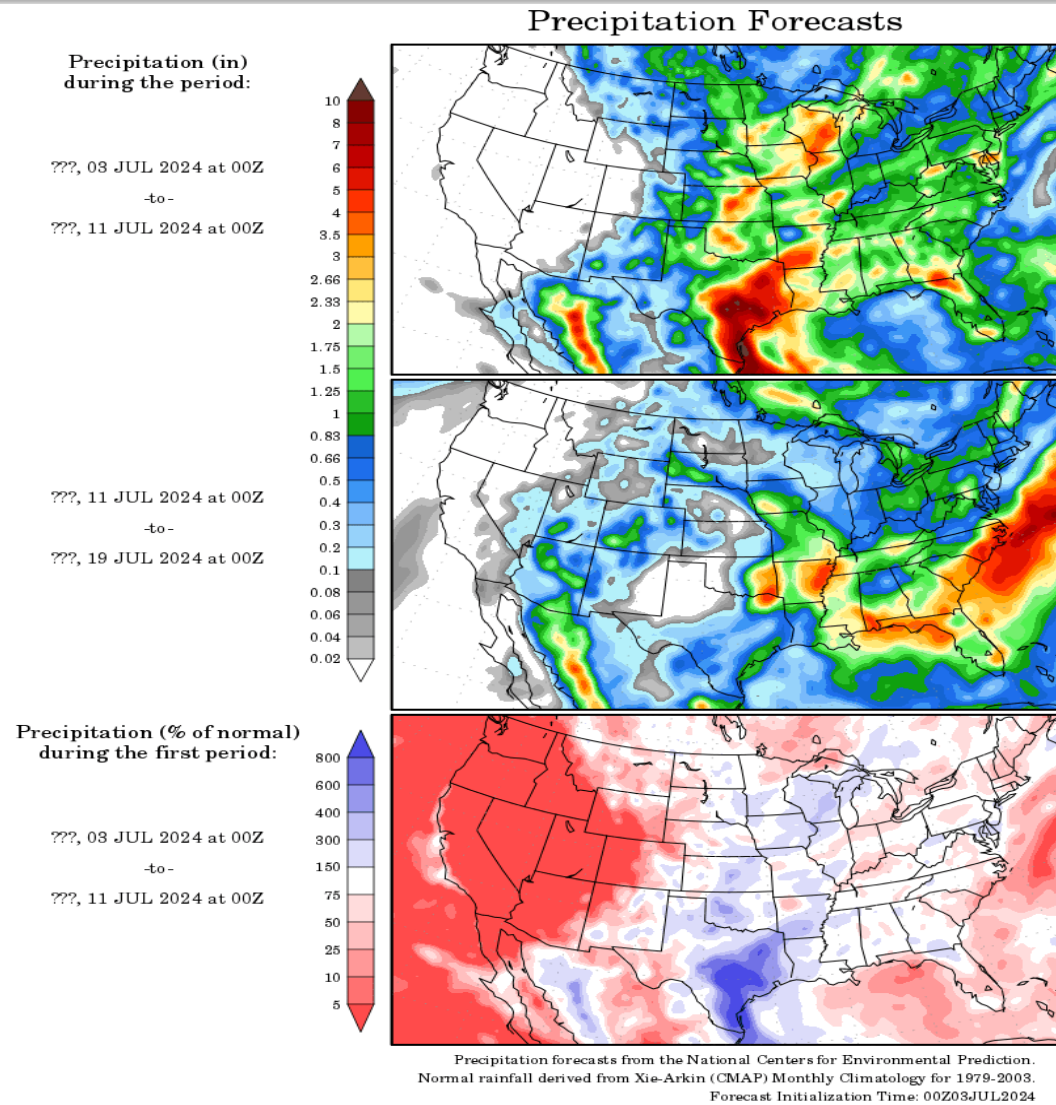 Precipitation Forecasts
Precipitation (in)
during the period:
???, 03 JUL 2024 at 00Z
-to-
???, 11 JUL 2024 at 00Z
10
8
7
6
5
4
3.5
3
2.66
2.33
2
1.75
1.5
1.25
1
0.83
0.66
0.5
0.4
0.3
0.2
0.1
0.08
0.06
0.04
0.02
???, 11 JUL 2024 at 00Z
-to-
???, 19 JUL 2024 at 00Z
Precipitation (% of normal)
during the first period:
???, 03 JUL 2024 at 00Z
-to-
???, 11 JUL 2024 at 00Z
800
600
400
300
150
75
50
25
10
5
Precipitation forecasts from the National Centers for Environmental Prediction.
Normal rainfall derived from Xie-Arkin (CMAP) Monthly Climatology for 1979-2003.
Forecast Initialization Time: 00Z03JUL2024